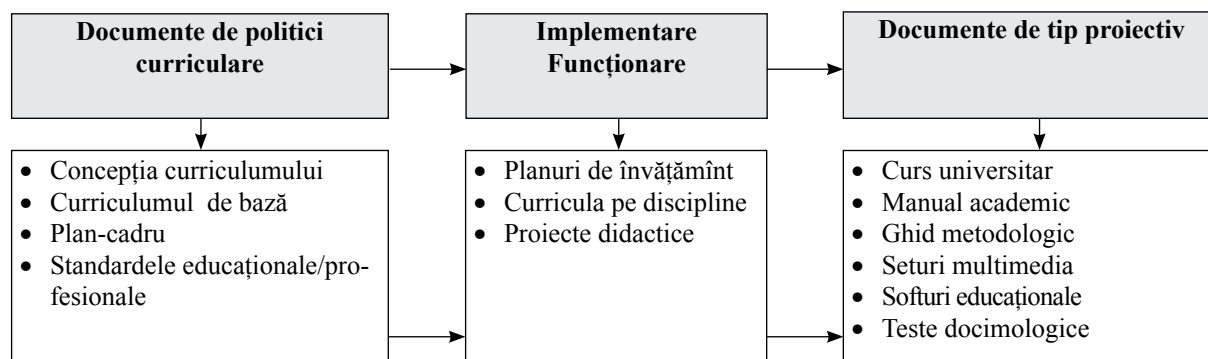 Documente de politici
curriculare
• Concepția curriculumului
• Curriculumul de bază
• Plan-cadru
• Standardele educaționale/pro-
fesionale
Implementare
Funcționare
• Planuri de învățămînt
• Curricula pe discipline
• Proiecte didactice
Documente de tip proiectiv
• Curs universitar
• Manual academic
• Ghid metodologic
• Seturi multimedia
• Softuri educaționale
• Teste docimologice